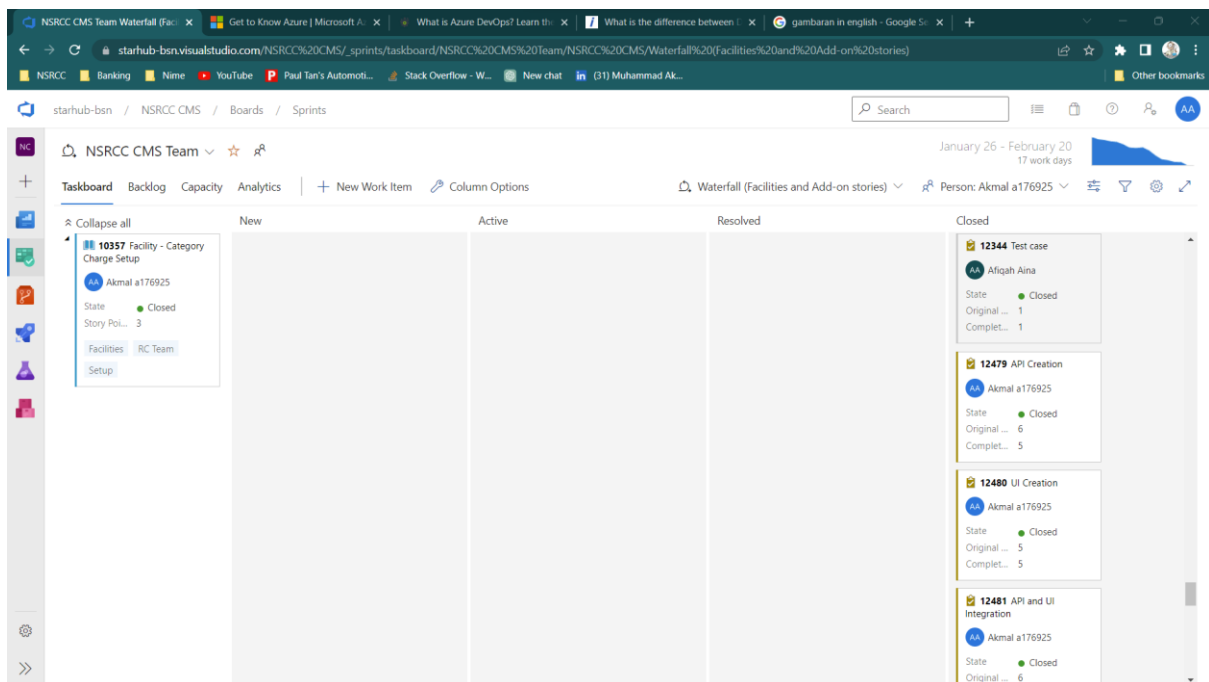 NSRCC CMS Team Waterfall (Faci
Get to Know Azure | Microsoft A
What is Azure DevOps? Learn the
What is the difference between
gambaran in english - Google Se
starhub-bsn.visualstudio.com/NSRCC%20CMS/_sprints/taskboard/NSRCC%20CMS%20Team/NSRCC%20CMS/Waterfall%20(Facilities%20and%20Add-on%20stories)
NSRCC
Banking
Nime
YouTube
Paul Tan's Automoti...
Stack Overflow - W...
New chat
(31) Muhammad Ak...
Other bookmarks
starhub-bsn / NSRCC CMS / Boards / Sprints
Search
AA
NC
NSRCC CMS Team
January 26 - February 20
17 work days
Taskboard Backlog Capacity Analytics
New Work Item
Column Options
Waterfall (Facilities and Add-on stories)
Person: Akmal a176925
Collapse all
New
Active
Resolved
Closed
10357 Facility - Category
Charge Setup
AA Akmal a176925
State Closed
Story Poi... 3
Facilities RC Team
Setup
12344 Test case
AA Afiqah Aina
State Closed
Original ... 1
Complet... 1
12479 API Creation
AA Akmal a176925
State Closed
Original ... 6
Complet... 5
12480 UI Creation
AA Akmal a176925
State Closed
Original ... 5
Complet... 5
12481 API and UI
Integration
AA Akmal a176925
State Closed
Original ... 6